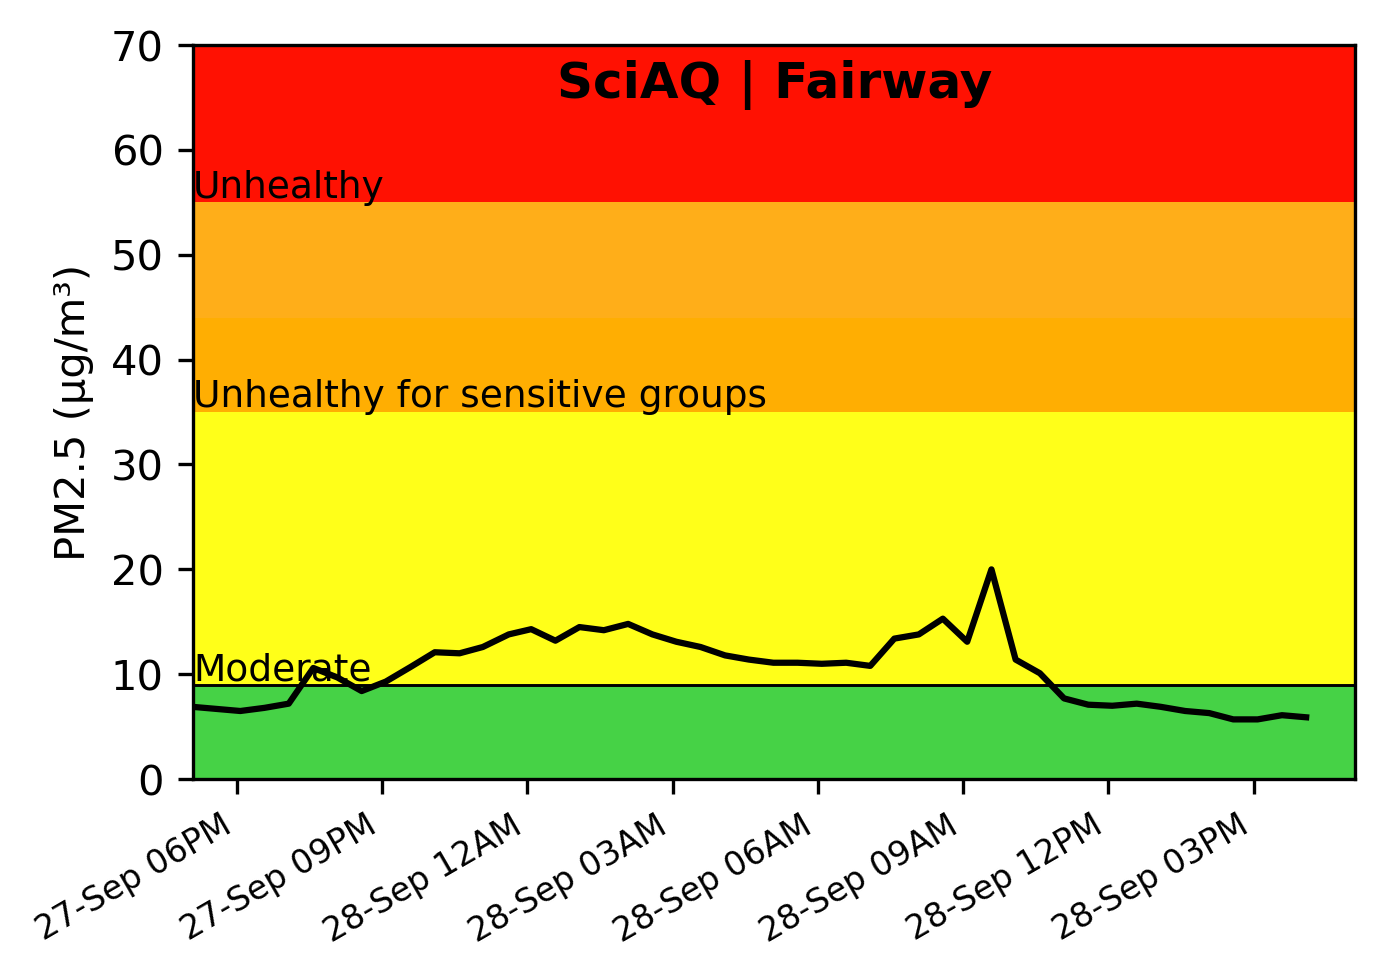 SciAQ | Fairway
PM2.5 (µg/m³)
70
60
50
40
30
20
10
0
Unhealthy
Unhealthy for sensitive groups
Moderate
27-Sep 06PM
27-Sep 09PM
28-Sep 12AM
28-Sep 03AM
28-Sep 06AM
28-Sep 09AM
28-Sep 12PM
28-Sep 03PM